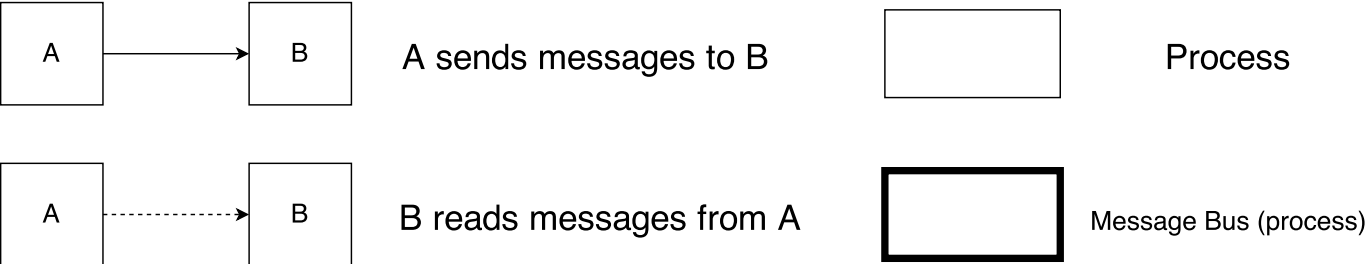 A
B
A sends messages to B
Process
A
B
B reads messages from A
Message Bus (process)